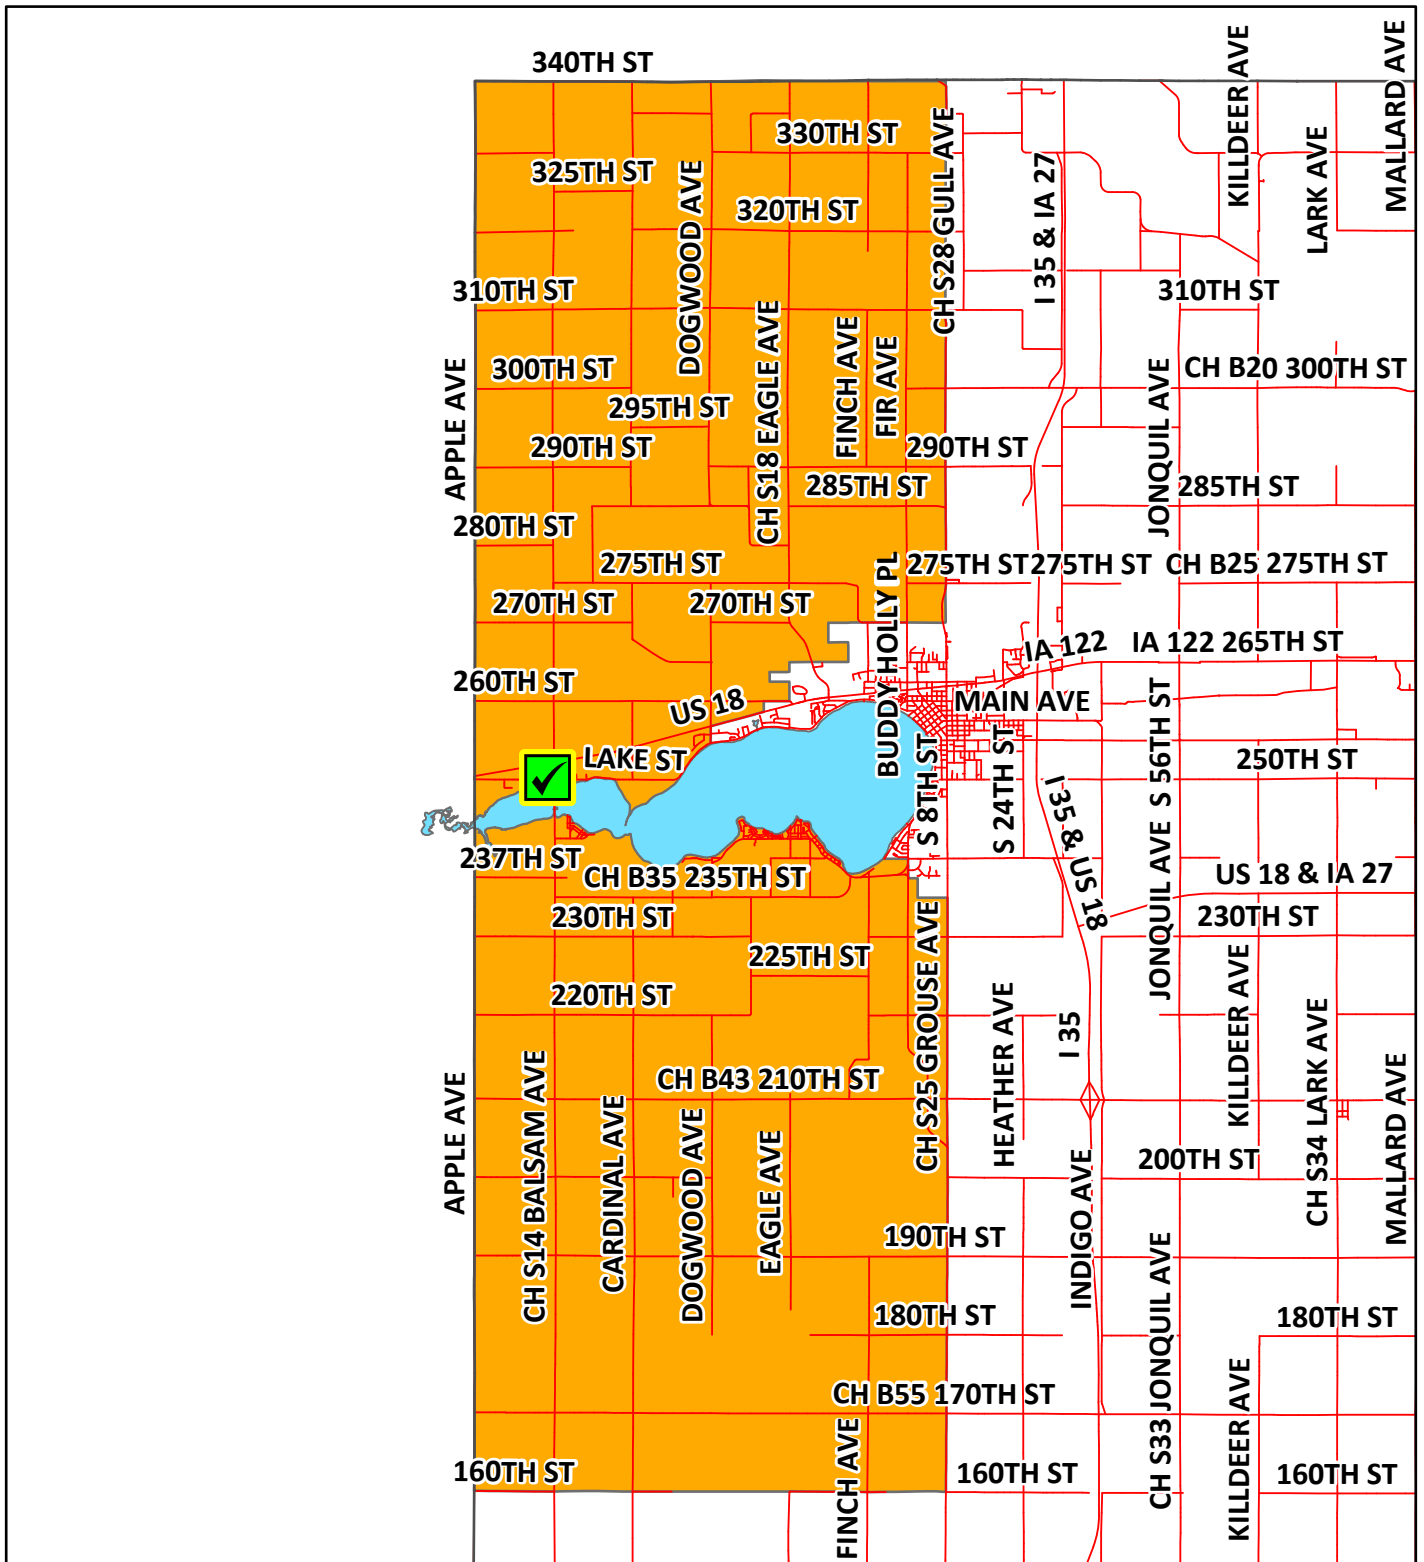 340TH ST
KILLDEER AVE
MALLARD AVE
330TH ST
CH S28 GULL AVE
LARK AVE
325TH ST
DOGWOOD AVE
I 35 & IA 27
320TH ST
310TH ST
310TH ST
CH S18 EAGLE AVE
FINCH AVE
FIR AVE
APPLE AVE
300TH ST
JONQUIL AVE
CH B20 300TH ST
295TH ST
290TH ST
290TH ST
285TH ST
285TH ST
280TH ST
275TH ST
BUDDY HOLLY PL
275TH ST
275TH ST
CH B25 275TH ST
270TH ST
270TH ST
IA 122
IA 122 265TH ST
260TH ST
US 18
MAIN AVE
S 56TH ST
LAKE ST
S 8TH ST
S 24TH ST
250TH ST
I 35 & US 18
237TH ST
CH B35 235TH ST
JONQUIL AVE
US 18 & IA 27
230TH ST
CH S25 GROUSE AVE
230TH ST
225TH ST
220TH ST
HEATHER AVE
I 35
KILLDEER AVE
CH S34 LARK AVE
CH B43 210TH ST
APPLE AVE
CH S14 BALSAM AVE
CARDINAL AVE
DOGWOOD AVE
EAGLE AVE
MALLARD AVE
200TH ST
INDIGO AVE
190TH ST
CH S33 JONQUIL AVE
180TH ST
180TH ST
CH B55 170TH ST
KILLDEER AVE
FINCH AVE
160TH ST
160TH ST
160TH ST